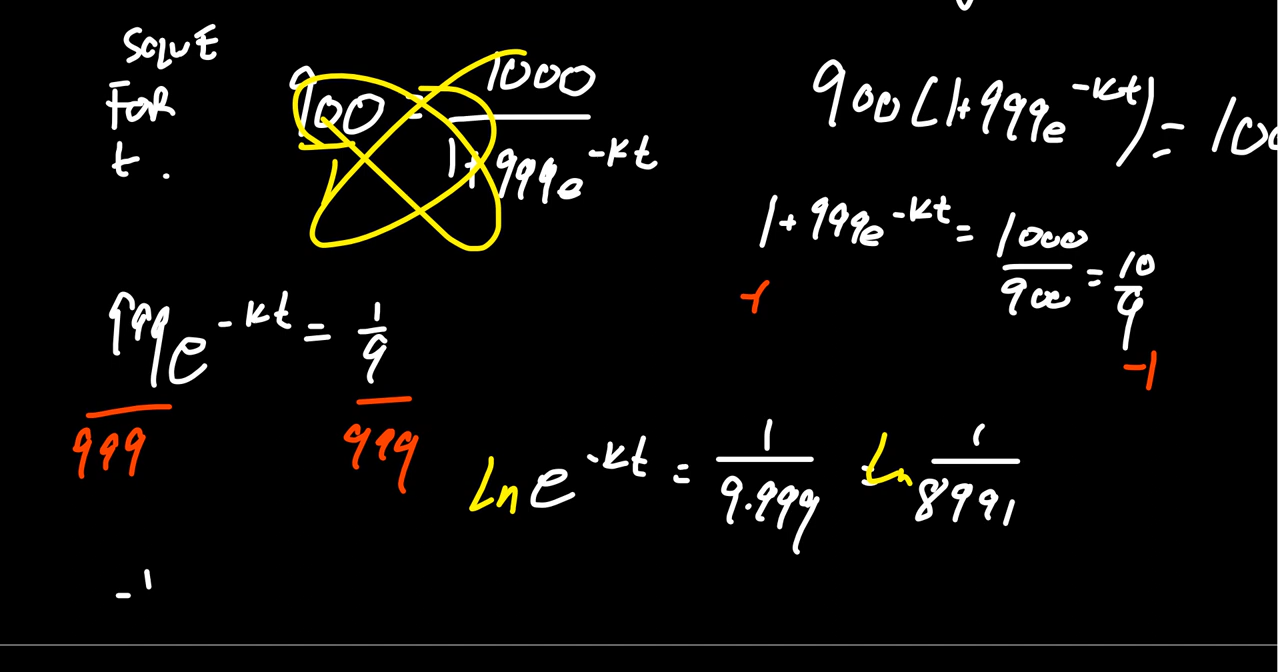 SOLVE FOR t.
900 = 1000 / 1 + 999e^-kt
900(1+999e^-kt) = 100
1 + 999e^-kt = 1000/900 = 10/9
-1 -1
999e^-kt = 1/9
999 999
Ln e^-kt = 1/9.999 = Ln 1/8991
-1